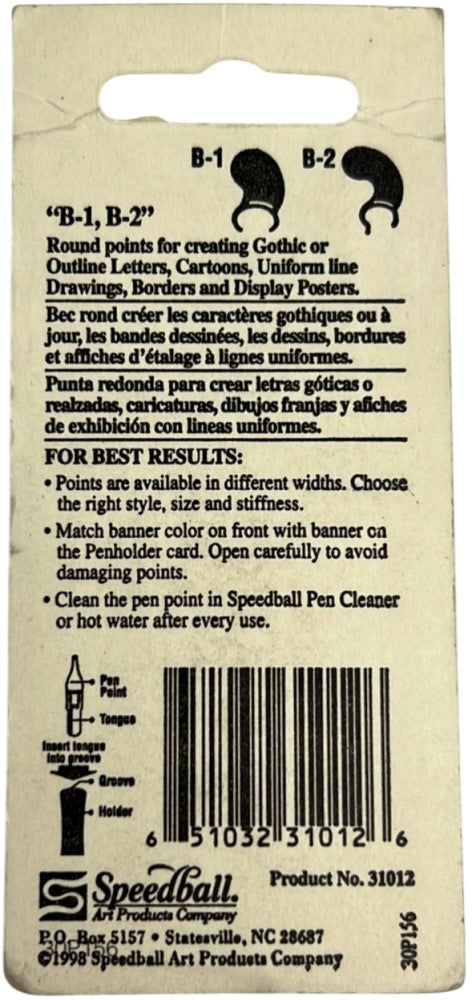 B-1 B-2
“B-1, B-2”
Round points for creating Gothic or
Outline Letters, Cartoons, Uniform line
Drawings, Borders and Display Posters.
Bec rond créer les caractères gothiques ou à
jour, les bandes dessinées, les dessins, bordures
et affiches d'étalage à lignes uniformes.
Punta redonda para crear letras góticas o
realzadas, caricaturas, dibujos franjas y afiches
de exhibición con lineas uniformes.
FOR BEST RESULTS:
• Points are available in different widths. Choose
the right style, size and stiffness.
• Match banner color on front with banner on
the Penholder card. Open carefully to avoid
damaging points.
• Clean the pen point in Speedball Pen Cleaner
or hot water after every use.
Pen
Point
Tongue
Insert tongue
into groove
Groove
Holder
6 51032 31012 6
Speedball.
Art Products Company
Product No. 31012
P.O. Box 5157 • Statesville, NC 28687
©1998 Speedball Art Products Company
30P156
30P156